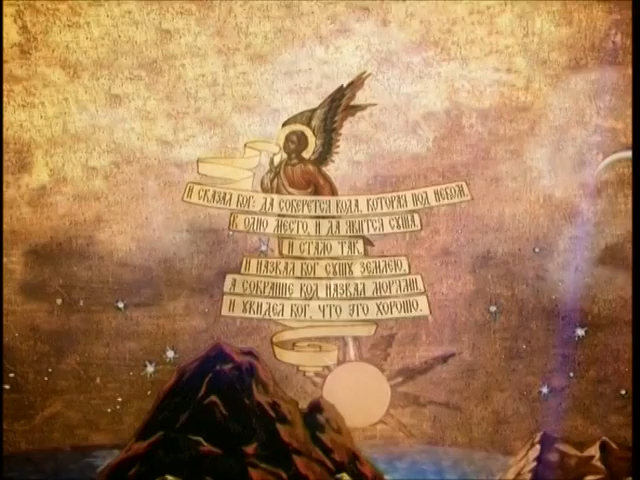 И СКАЗАЛ БОГ: ДА СОБЕРЕТСЯ ВОДА, КОТОРАЯ ПОД НЕБОМ
В ОДНО МЕСТО, И ДА ЯВИТСЯ СУША.
И СТАЛО ТАК.
И НАЗВАЛ БОГ СУШУ ЗЕМЛЕЮ,
А СОБРАНИЕ ВОД НАЗВАЛ МОРЯМИ.
И УВИДЕЛ БОГ, ЧТО ЭТО ХОРОШО.